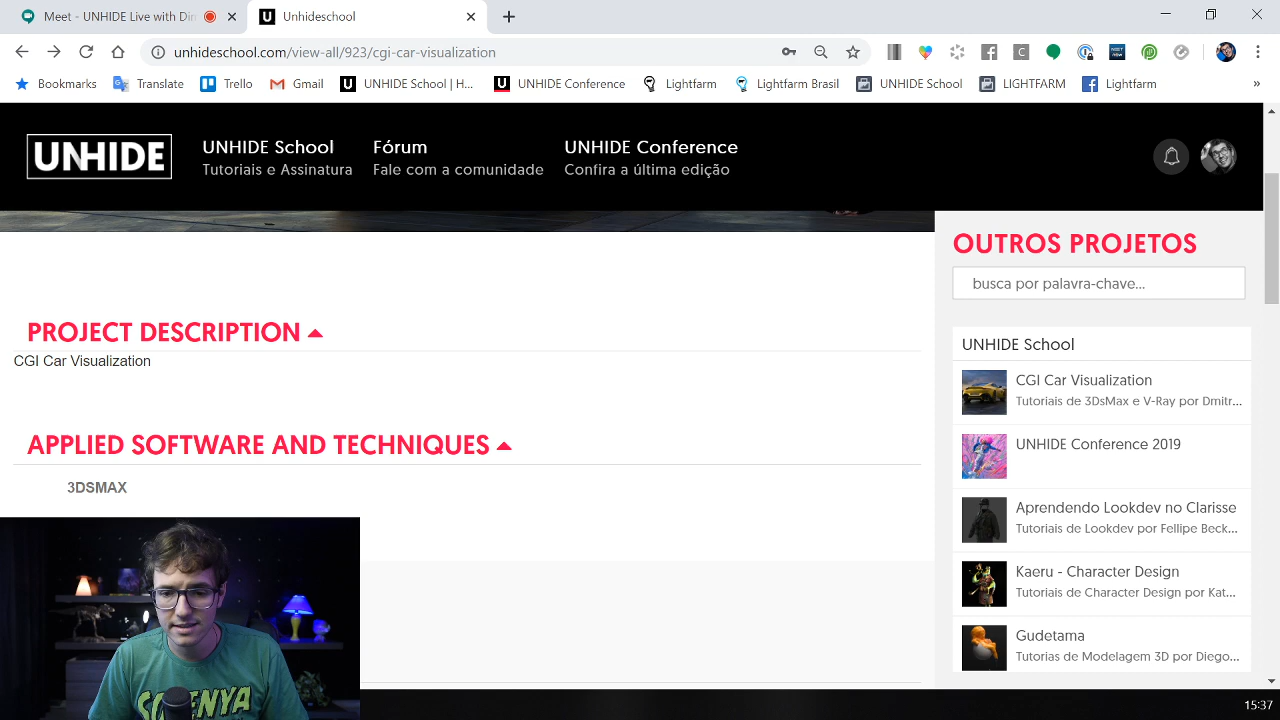 Meet - UNHIDE Live with Din
Unhideschool
unhideschool.com/view-all/923/cgi-car-visualization
Bookmarks
Translate
Trello
Gmail
UNHIDE School | H...
UNHIDE Conference
Lightfarm
Lightfarm Brasil
UNHIDE School
LIGHTFARM
Lightfarm
UNHIDE
UNHIDE School
Tutoriais e Assinatura
Fórum
Fale com a comunidade
UNHIDE Conference
Confira a última edição
PROJECT DESCRIPTION
CGI Car Visualization
APPLIED SOFTWARE AND TECHNIQUES
3DSMAX
OUTROS PROJETOS
busca por palavra-chave...
UNHIDE School
CGI Car Visualization
Tutoriais de 3DsMax e V-Ray por Dmitr...
UNHIDE Conference 2019
Aprendendo Lookdev no Clarisse
Tutoriais de Lookdev por Fellipe Beck...
Kaeru - Character Design
Tutoriais de Character Design por Kat...
Gudetama
Tutorias de Modelagem 3D por Diego...
15:37